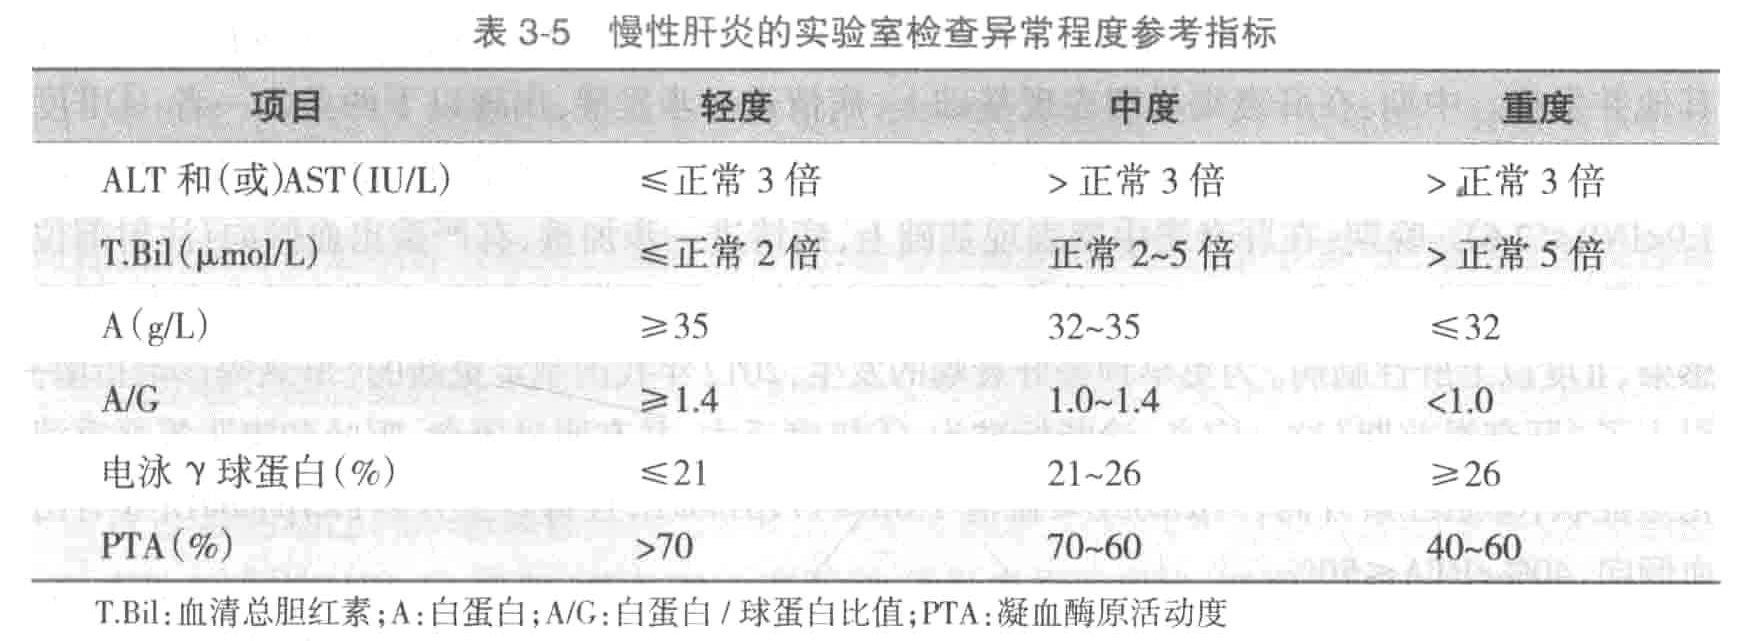 表 3-5 慢性肝炎的实验室检查异常程度参考指标
项目 轻度 中度 重度
ALT 和(或)AST(IU/L) ≤正常 3 倍 >正常 3 倍 >正常 3 倍
T.Bil(μmol/L) ≤正常 2 倍 正常 2~5 倍 >正常 5 倍
A(g/L) ≥35 32~35 ≤32
A/G ≥1.4 1.0~1.4 <1.0
电泳 γ 球蛋白(%) ≤21 21~26 ≥26
PTA(%) >70 70~60 40~60
T.Bil:血清总胆红素;A:白蛋白;A/G:白蛋白 / 球蛋白比值;PTA:凝血酶原活动度